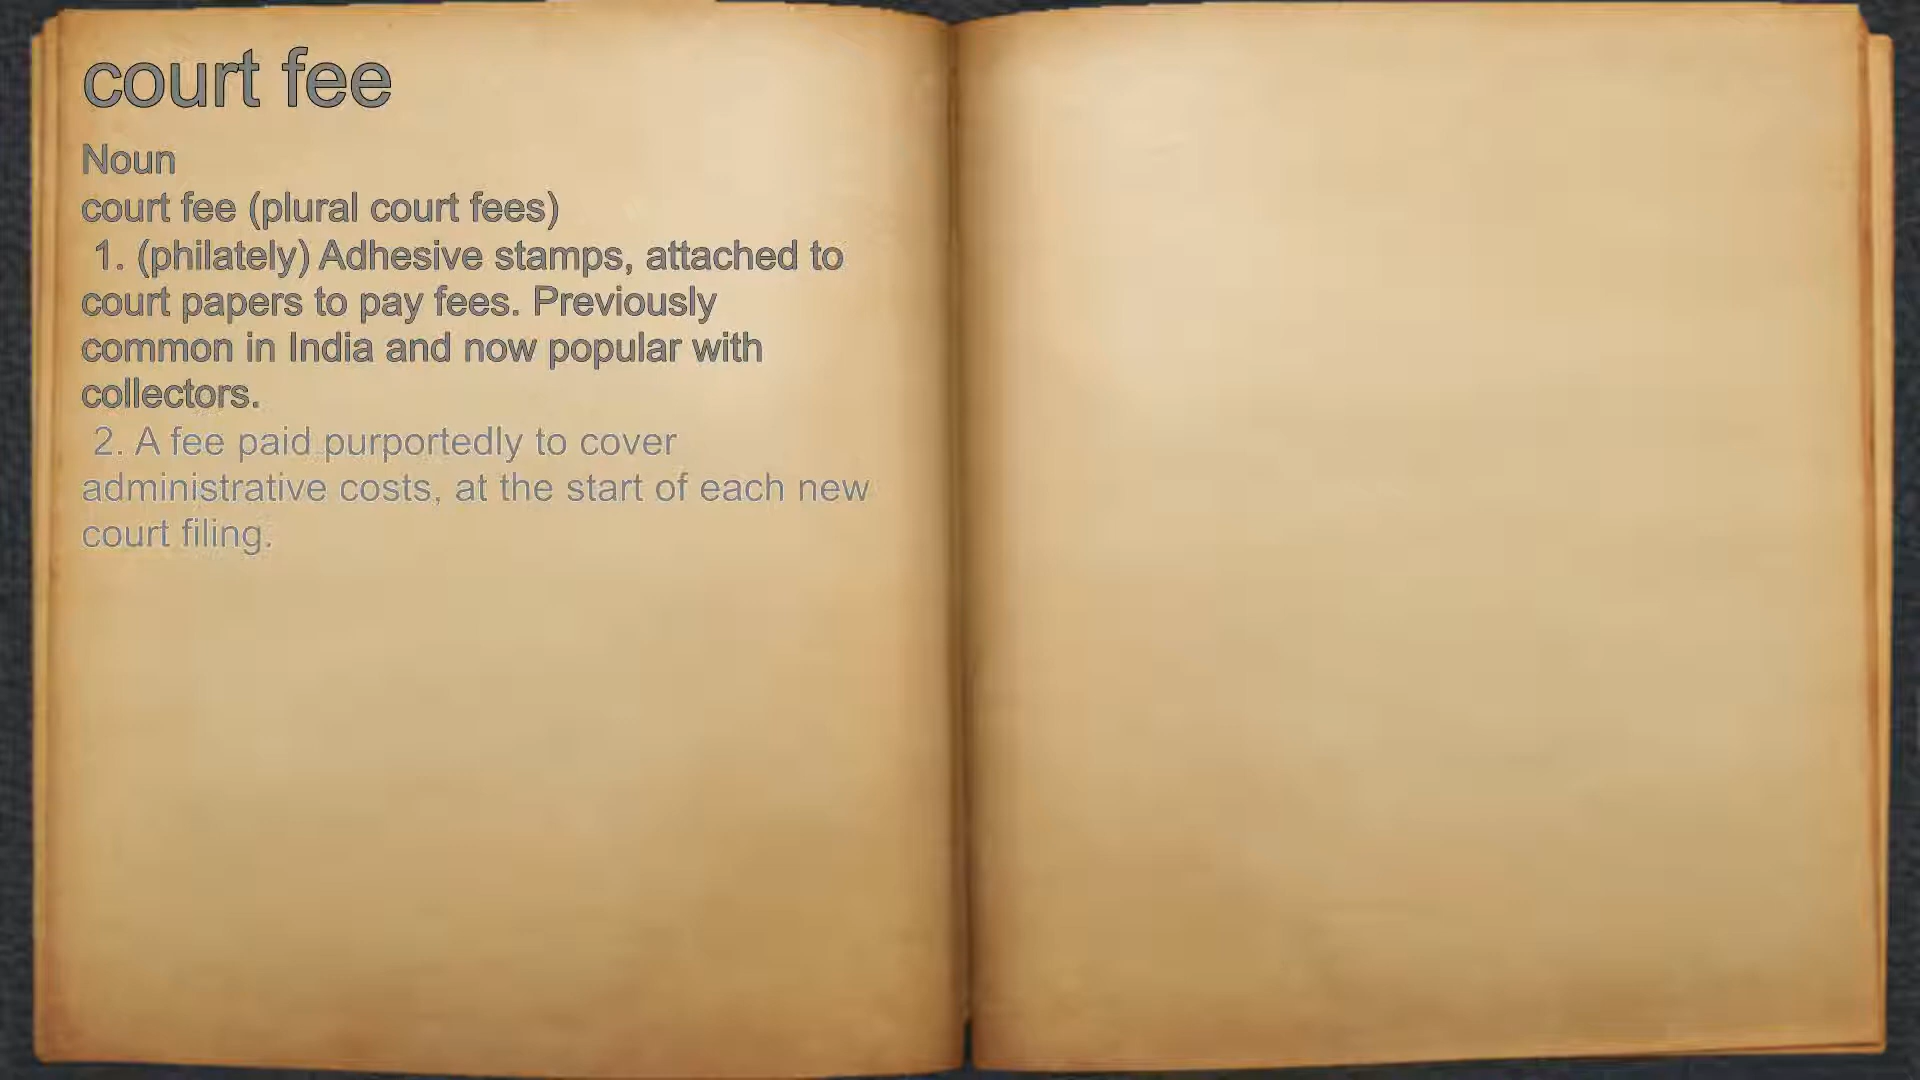 court fee
Noun
court fee (plural court fees)
1. (philately) Adhesive stamps, attached to
court papers to pay fees. Previously
common in India and now popular with
collectors.
2. A fee paid purportedly to cover
administrative costs, at the start of each new
court filing.